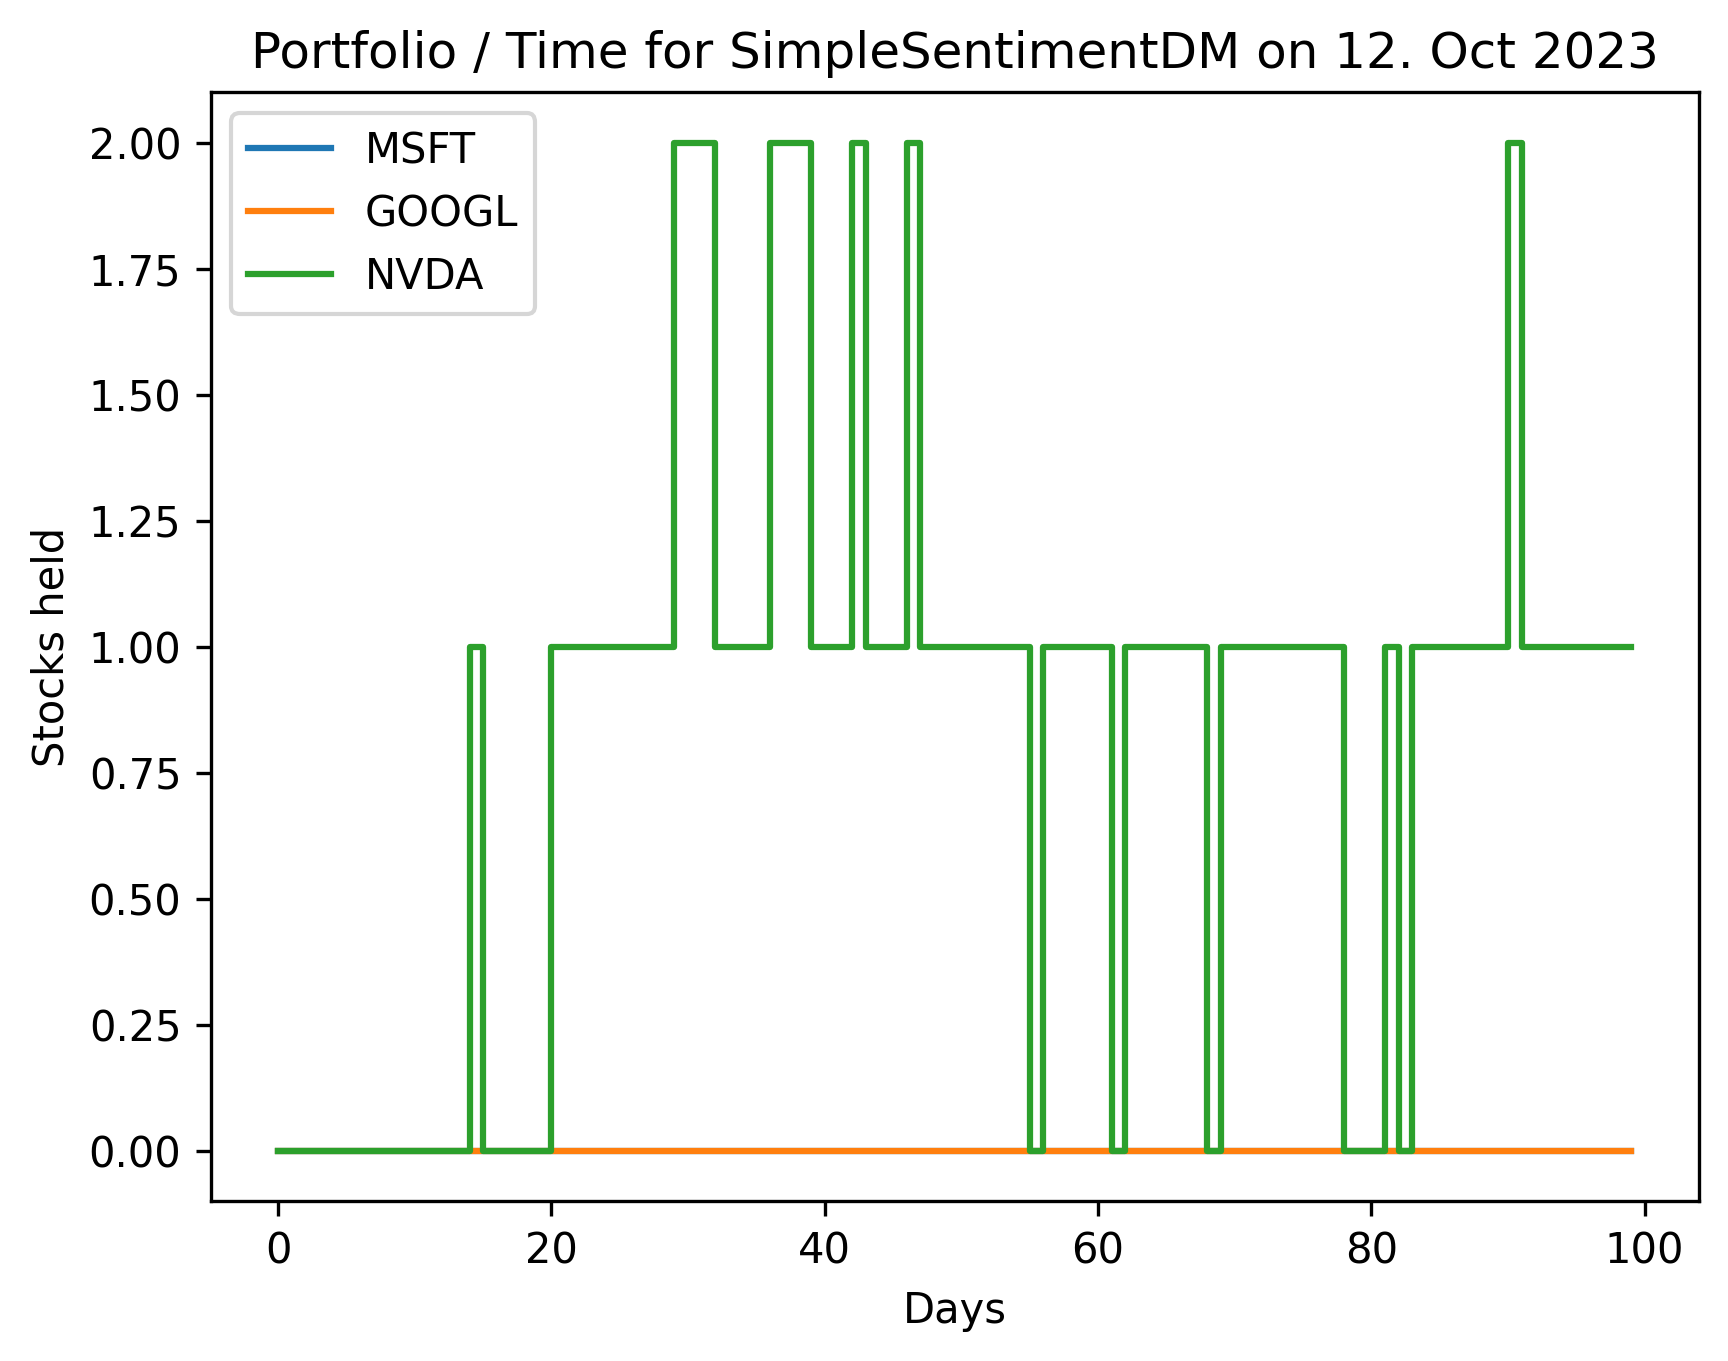 Portfolio / Time for SimpleSentimentDM on 12. Oct 2023
MSFT
GOOGL
NVDA
2.00
1.75
1.50
1.25
1.00
0.75
0.50
0.25
0.00
Stocks held
0 20 40 60 80 100
Days